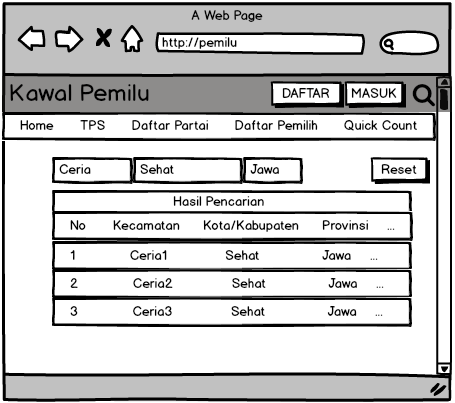 A Web Page
http://pemilu
Kawal Pemilu DAFTAR MASUK
Home TPS Daftar Partai Daftar Pemilih Quick Count
Ceria Sehat Jawa Reset
Hasil Pencarian
No Kecamatan Kota/Kabupaten Provinsi ...
1 Ceria1 Sehat Jawa ...
2 Ceria2 Sehat Jawa ...
3 Ceria3 Sehat Jawa ...